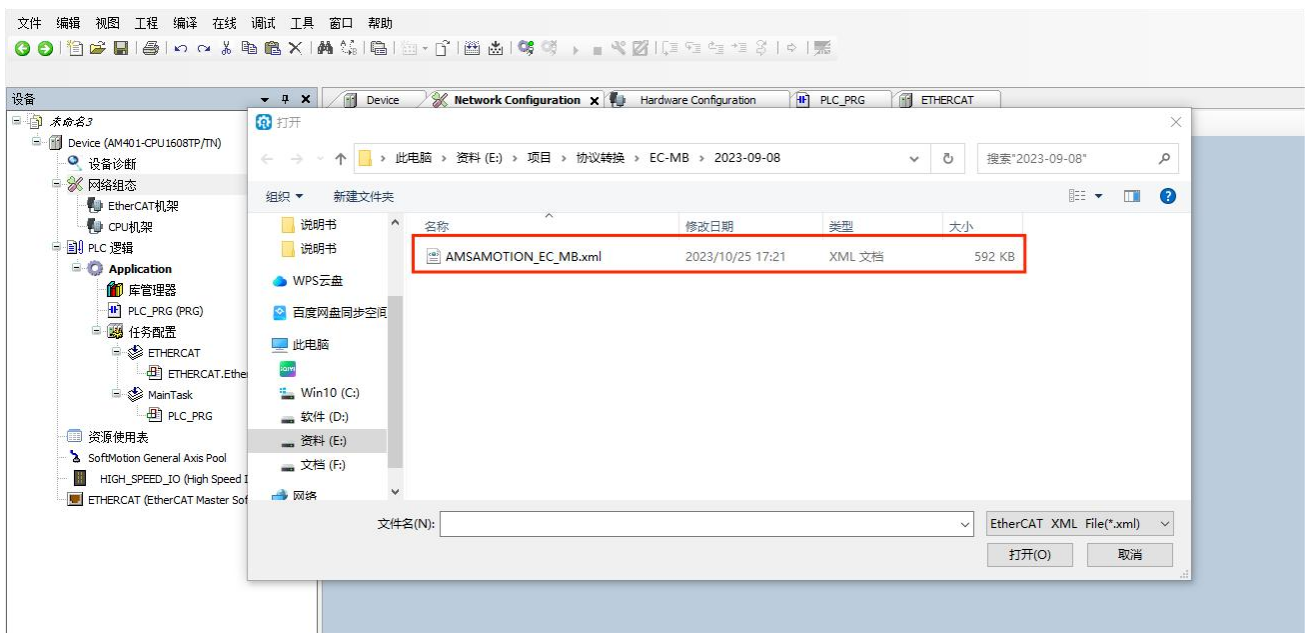 文件 编辑 视图 工程 编译 在线 调试 工具 窗口 帮助
设备
Device
Network Configuration
Hardware Configuration
PLC_PRG
ETHERCAT
未命名3
Device (AM401-CPU1608TP/TN)
设备诊断
网络组态
EtherCAT机架
CPU机架
PLC 逻辑
Application
库管理器
PLC_PRG (PRG)
任务配置
ETHERCAT
ETHERCAT.Ethe
MainTask
PLC_PRG
资源使用表
SoftMotion General Axis Pool
HIGH_SPEED_IO (High Speed I
ETHERCAT (EtherCAT Master Sof
打开
此电脑 › 资料 (E:) › 项目 › 协议转换 › EC-MB › 2023-09-08
搜索"2023-09-08"
组织 新建文件夹
说明书
说明书
WPS云盘
百度网盘同步空间
此电脑
Win10 (C:)
软件 (D:)
资料 (E:)
文档 (F:)
网络
名称 修改日期 类型 大小
AMSAMOTION_EC_MB.xml 2023/10/25 17:21 XML 文档 592 KB
文件名(N):
EtherCAT XML File(*.xml)
打开(O) 取消